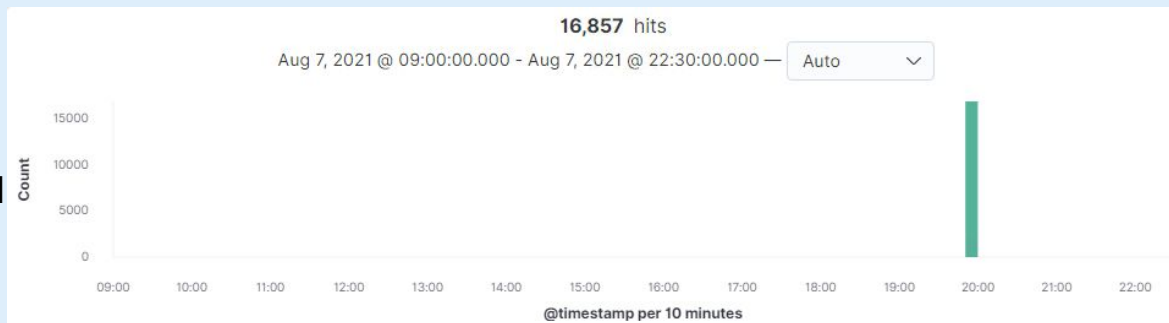 16,857 hits
Aug 7, 2021 @ 09:00:00.000 - Aug 7, 2021 @ 22:30:00.000 — Auto
Count
15000
10000
5000
0
09:00 10:00 11:00 12:00 13:00 14:00 15:00 16:00 17:00 18:00 19:00 20:00 21:00 22:00
@timestamp per 10 minutes